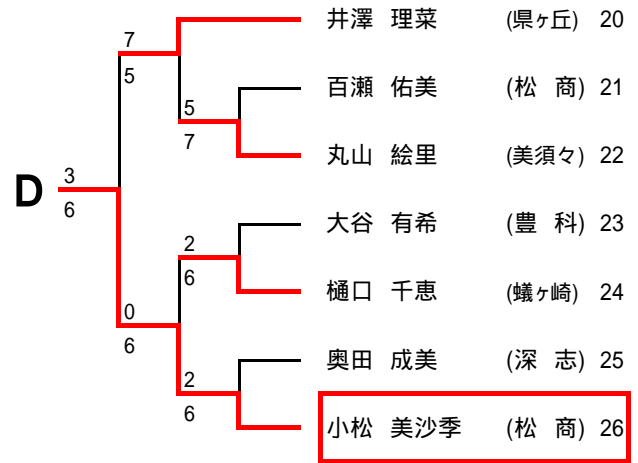 井澤 理菜 (県ヶ丘) 20
7
5
百瀬 佑美 (松 商) 21
5
7
丸山 絵里 (美須々) 22
D
3
6
大谷 有希 (豊 科) 23
2
6
樋口 千恵 (蟻ヶ崎) 24
0
6
奥田 成美 (深 志) 25
2
6
小松 美沙季 (松 商) 26